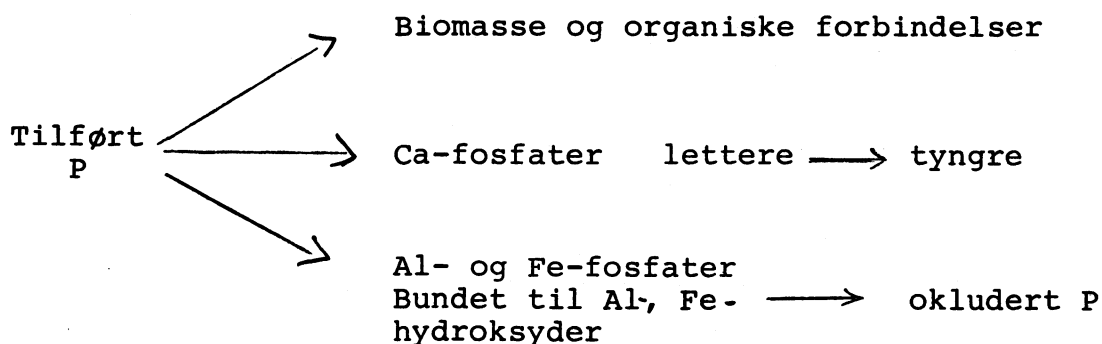 Biomasse og organiske forbindelser
Tilført
P
Ca-fosfater lettere → tyngre
Al- og Fe-fosfater
Bundet til Al-, Fe- → okludert P
hydroksyder